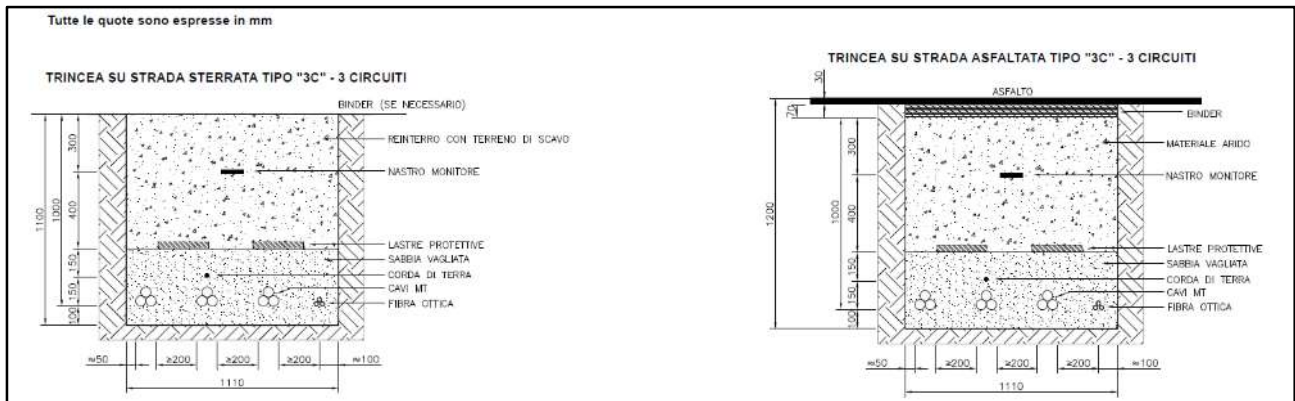 Tutte le quote sono espresse in mm
TRINCEA SU STRADA STERRATA TIPO "3C" - 3 CIRCUITI
BINDER (SE NECESSARIO)
REINTERRO CON TERRENO DI SCAVO
NASTRO MONITORE
LASTRE PROTETTIVE
SABBIA VAGLIATA
CORDA DI TERRA
CAVI MT
FIBRA OTTICA
1100
1000
300
400
150
150
100
≈50
≥200
≥200
≥200
≈100
1110
TRINCEA SU STRADA ASFALTATA TIPO "3C" - 3 CIRCUITI
30
ASFALTO
70
BINDER
MATERIALE ARIDO
NASTRO MONITORE
LASTRE PROTETTIVE
SABBIA VAGLIATA
CORDA DI TERRA
CAVI MT
FIBRA OTTICA
1200
1000
300
400
150
150
100
≈50
≥200
≥200
≥200
≈100
1110